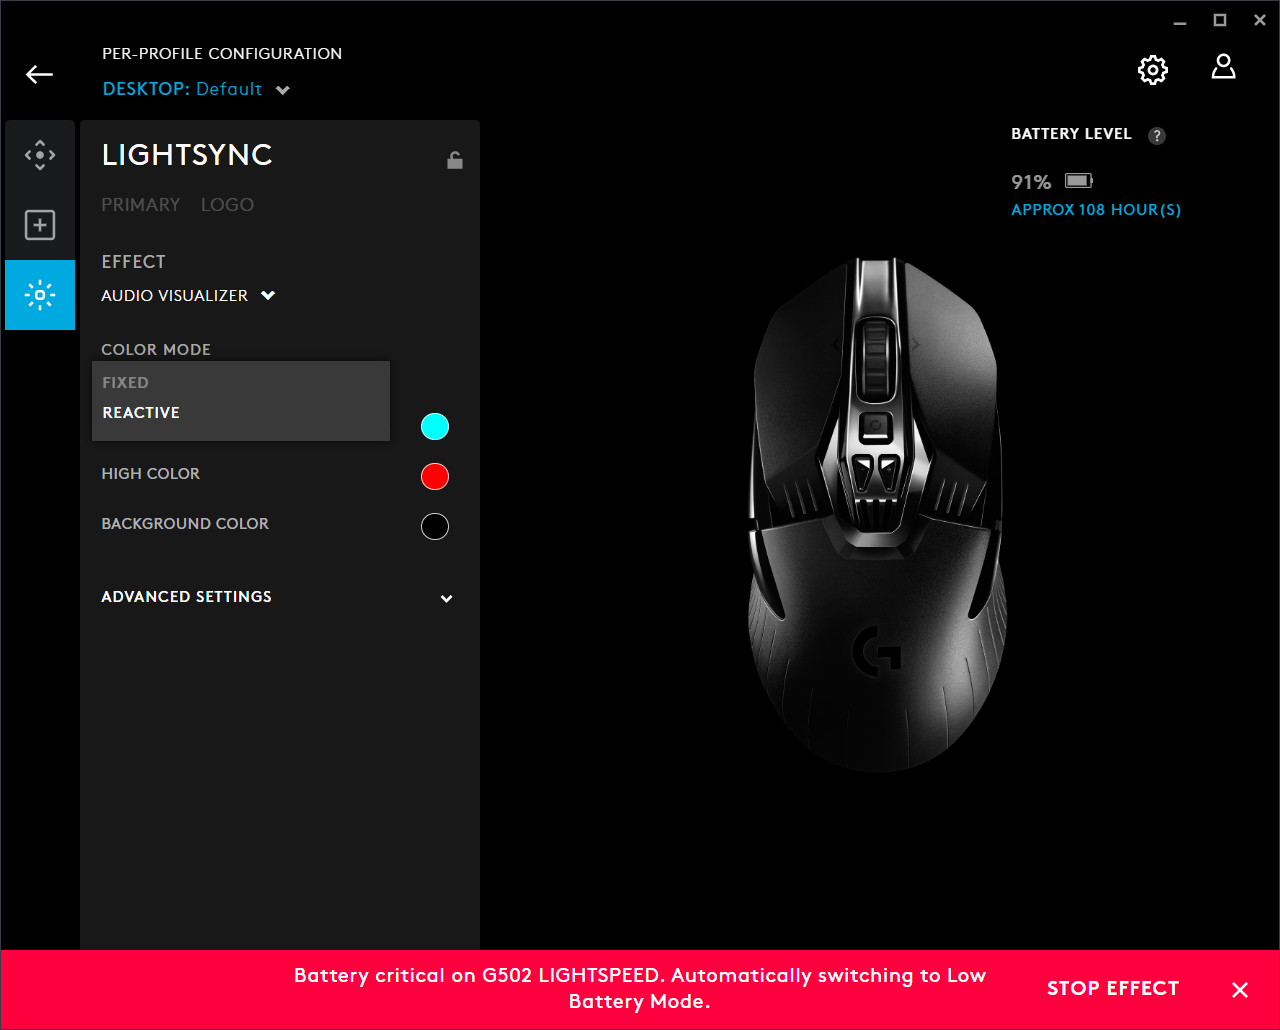 PER-PROFILE CONFIGURATION
DESKTOP: Default
LIGHTSYNC
PRIMARY LOGO
EFFECT
AUDIO VISUALIZER
COLOR MODE
FIXED
REACTIVE
HIGH COLOR
BACKGROUND COLOR
ADVANCED SETTINGS
BATTERY LEVEL ?
91%
APPROX 108 HOUR(S)
Battery critical on G502 LIGHTSPEED. Automatically switching to Low
Battery Mode.
STOP EFFECT